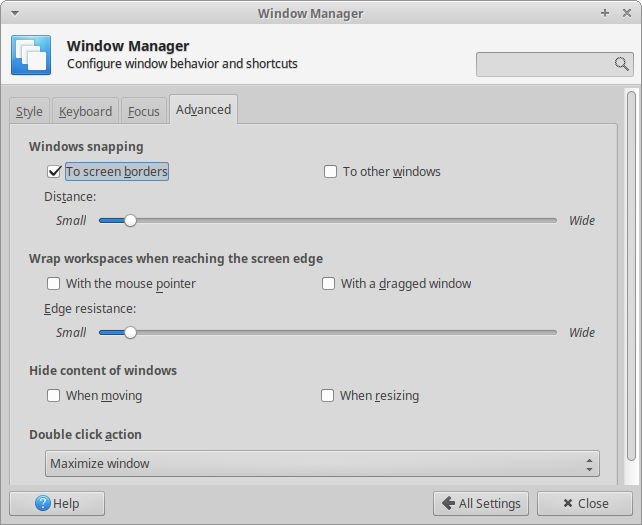 Window Manager
Window Manager
Configure window behavior and shortcuts
Style Keyboard Focus Advanced
Windows snapping
To screen borders To other windows
Distance:
Small Wide
Wrap workspaces when reaching the screen edge
With the mouse pointer With a dragged window
Edge resistance:
Small Wide
Hide content of windows
When moving When resizing
Double click action
Maximize window
? Help All Settings Close